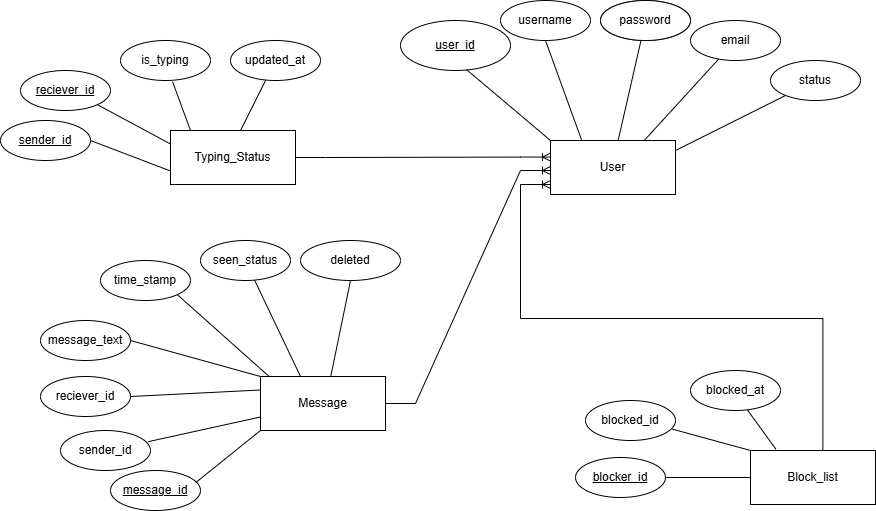 username
password
user_id
email
is_typing
updated_at
status
reciever_id
sender_id
Typing_Status
User
seen_status
deleted
time_stamp
message_text
reciever_id
Message
sender_id
message_id
blocked_at
blocked_id
blocker_id
Block_list